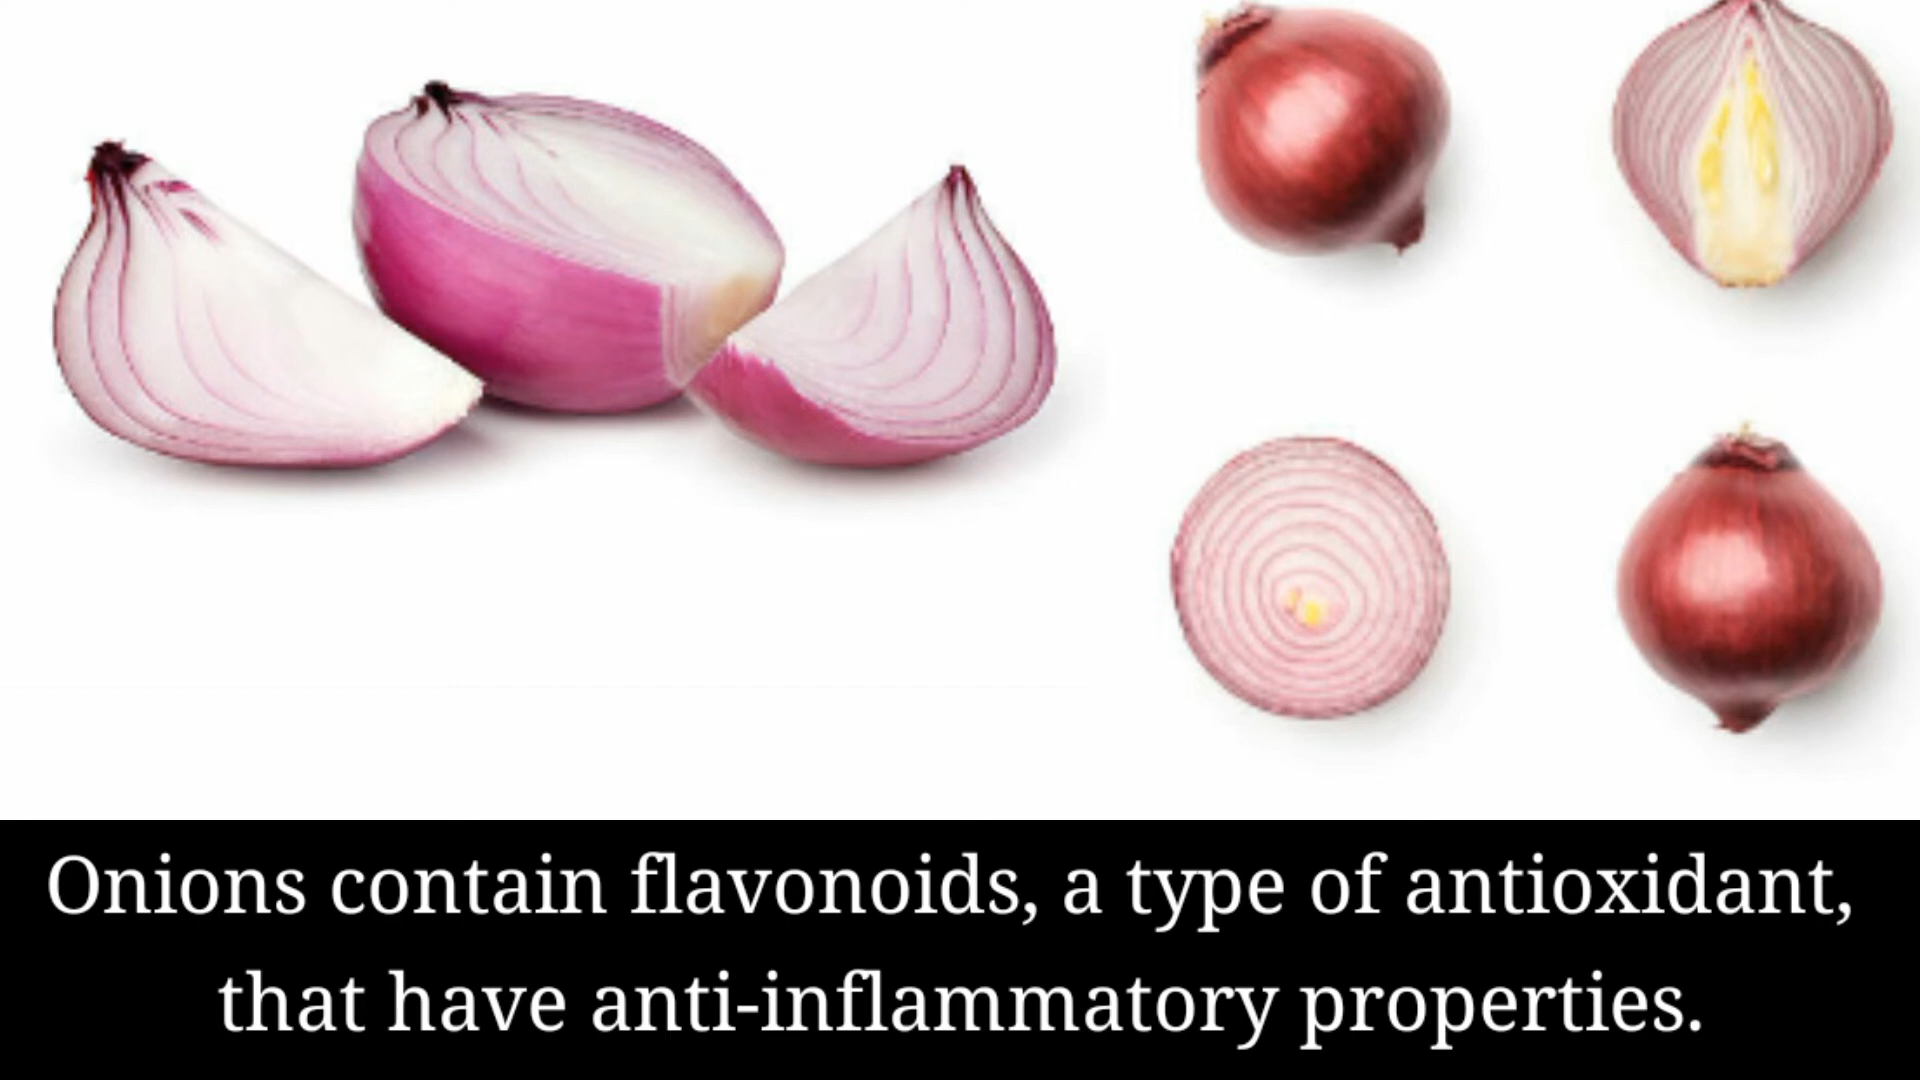 Onions contain flavonoids, a type of antioxidant,
that have anti-inflammatory properties.